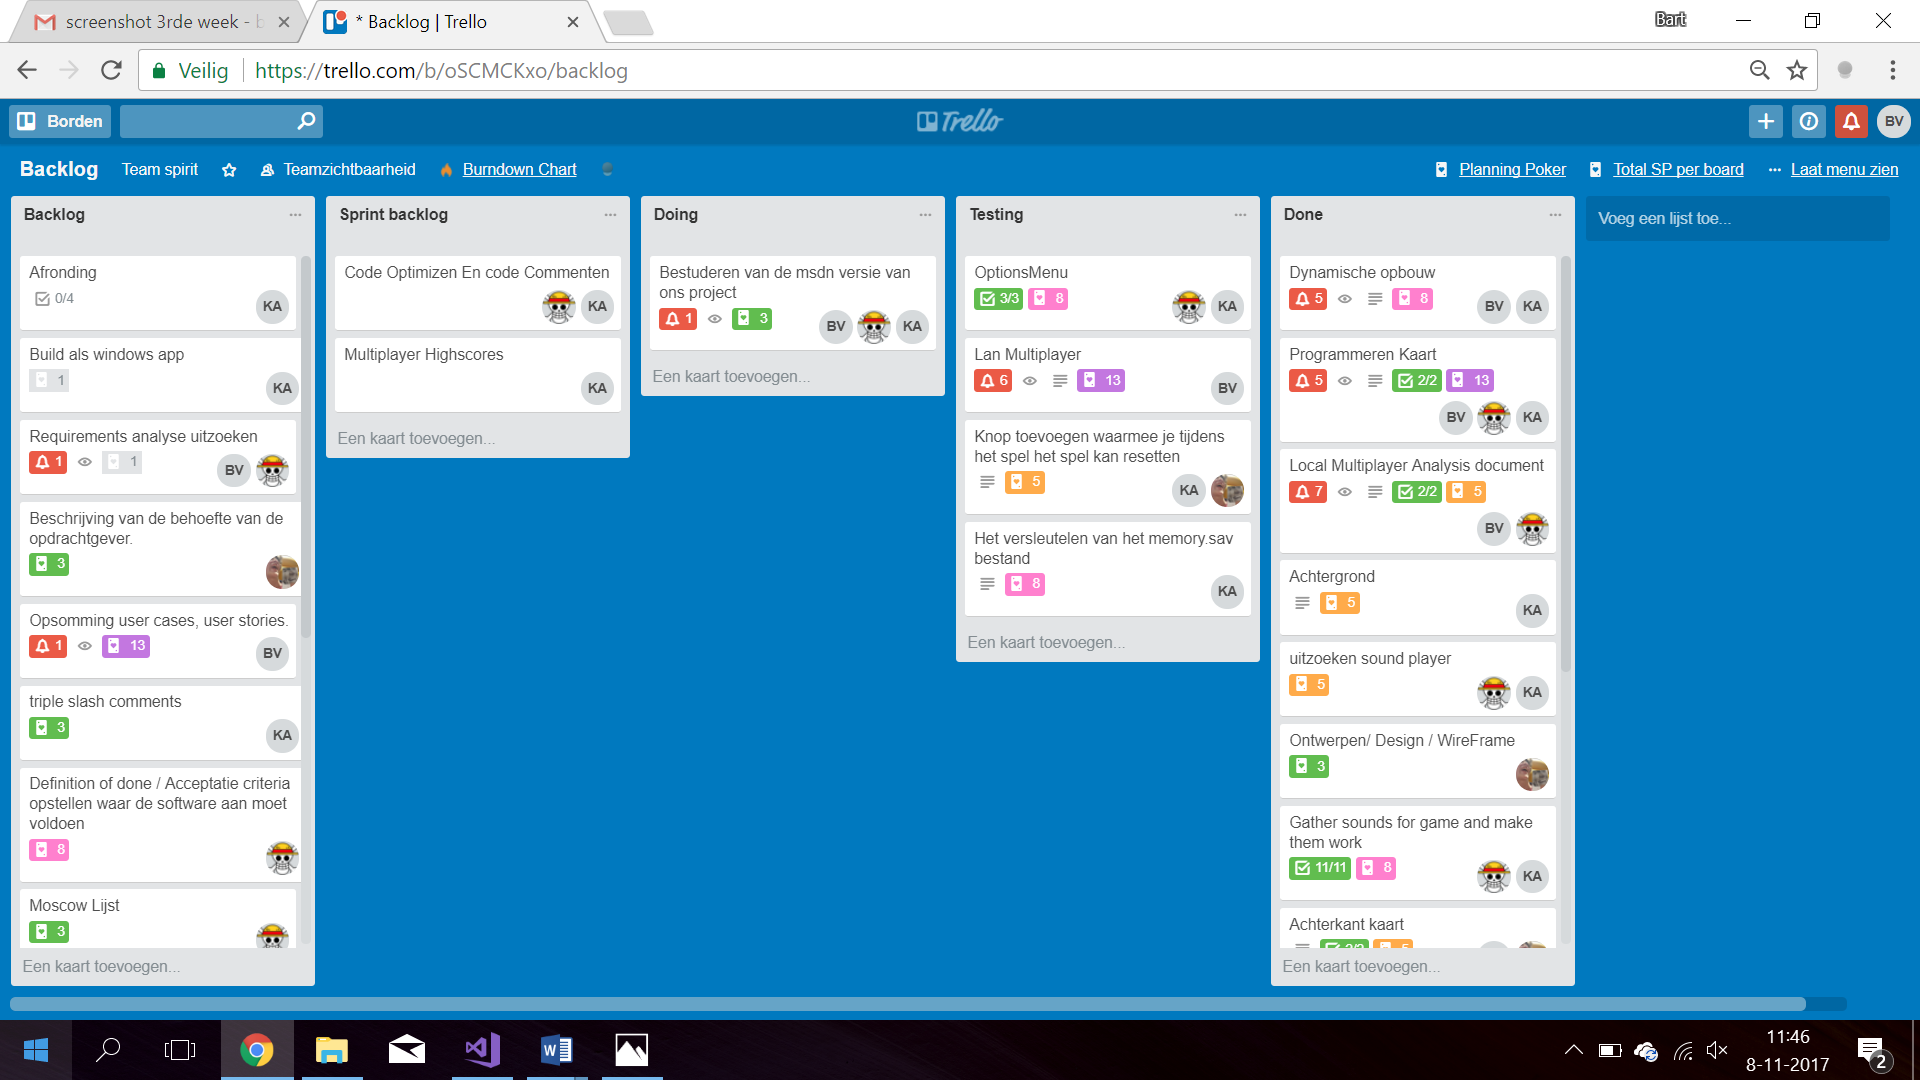 screenshot 3rde week - b
* Backlog | Trello
Bart
Veilig
https://trello.com/b/oSCMCKxo/backlog
Borden
Trello
BV
Backlog
Team spirit
Teamzichtbaarheid
Burndown Chart
Planning Poker
Total SP per board
Laat menu zien
Backlog
Afronding
0/4
KA
Build als windows app
1
KA
Requirements analyse uitzoeken
1
1
BV
Beschrijving van de behoefte van de
opdrachtgever.
3
Opsomming user cases, user stories.
1
13
BV
triple slash comments
3
KA
Definition of done / Acceptatie criteria
opstellen waar de software aan moet
voldoen
8
Moscow Lijst
3
Een kaart toevoegen...
Sprint backlog
Code Optimizen En code Commenten
KA
Multiplayer Highscores
KA
Een kaart toevoegen...
Doing
Bestuderen van de msdn versie van
ons project
1
3
BV
KA
Een kaart toevoegen...
Testing
OptionsMenu
3/3
8
KA
Lan Multiplayer
6
13
BV
Knop toevoegen waarmee je tijdens
het spel het spel kan resetten
5
KA
Het versleutelen van het memory.sav
bestand
8
KA
Een kaart toevoegen...
Done
Dynamische opbouw
5
8
BV
KA
Programmeren Kaart
5
2/2
13
BV
KA
Local Multiplayer Analysis document
7
2/2
5
BV
Achtergrond
5
KA
uitzoeken sound player
5
KA
Ontwerpen/ Design / WireFrame
3
Gather sounds for game and make
them work
11/11
8
KA
Achterkant kaart
Een kaart toevoegen...
Voeg een lijst toe...
11:46
8-11-2017
2